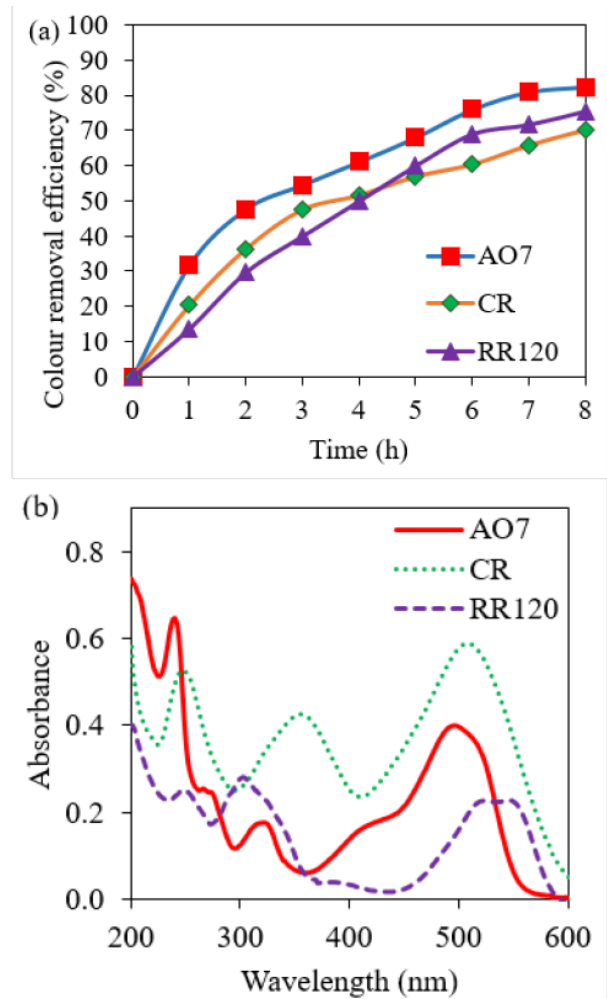 (a)
Colour removal efficiency (%)
100
90
80
70
60
50
40
30
20
10
0
AO7
CR
RR120
0 1 2 3 4 5 6 7 8
Time (h)
(b)
Absorbance
0.8
0.6
0.4
0.2
0.0
AO7
CR
RR120
200 300 400 500 600
Wavelength (nm)